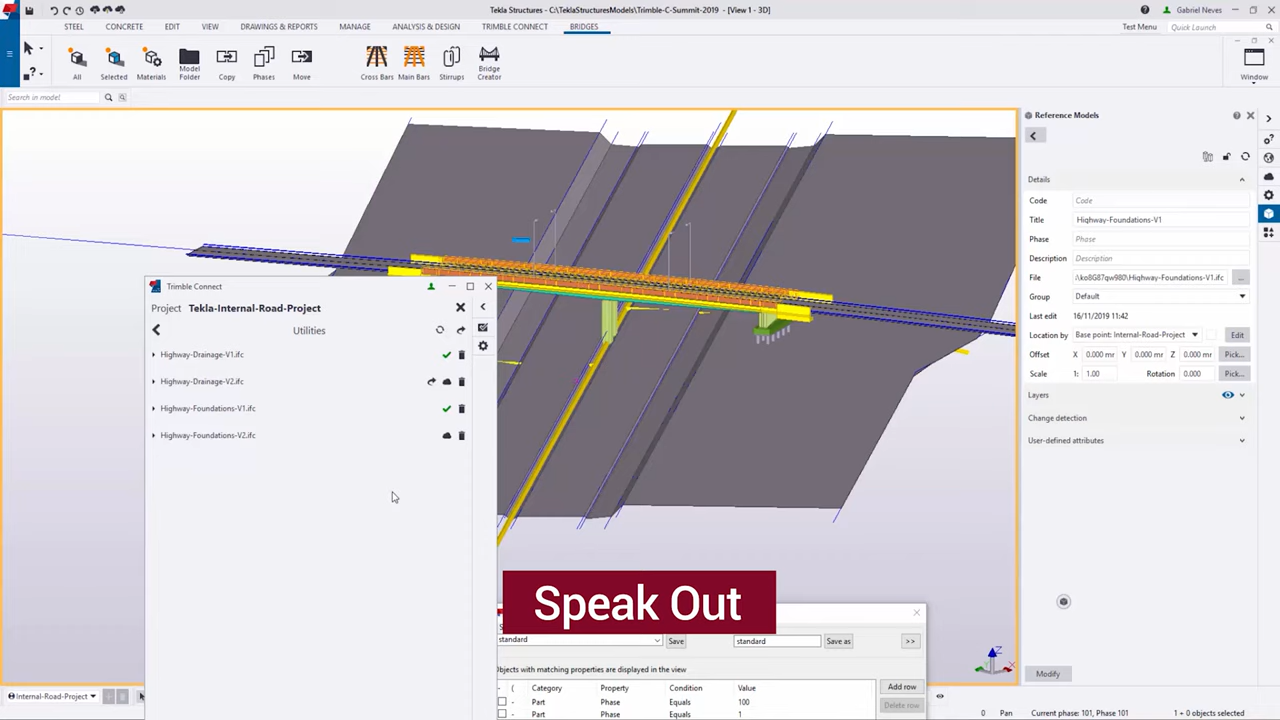 Tekla Structures - C:\TeklaStructuresModels\Trimble-C-Summit-2019 - [View 1 - 3D]
Gabriel Neves
STEEL CONCRETE EDIT VIEW DRAWINGS & REPORTS MANAGE ANALYSIS & DESIGN TRIMBLE CONNECT BRIDGES
Test Menu Quick Launch
All Selected Materials Model Folder Copy Phases Move Cross Bars Main Bars Stirrups Bridge Creator Window
Search in model
Reference Models
Details
Code Code
Title Highway-Foundations-V1
Phase Phase
Description Description
File :\ko8G87qw980\Highway-Foundations-V1.ifc ...
Group Default
Last edit 16/11/2019 11:42
Location by Base point: Internal-Road-Project Edit
Offset X 0.000 mr Y 0.000 mr Z 0.000 mr Pick...
Scale 1: 1.00 Rotation 0.000 Pick...
Layers
Change detection
User-defined attributes
Modify
Trimble Connect
Project Tekla-Internal-Road-Project
Utilities
Highway-Drainage-V1.ifc
Highway-Drainage-V2.ifc
Highway-Foundations-V1.ifc
Highway-Foundations-V2.ifc
Speak Out
standard Save standard Save as >>
Objects with matching properties are displayed in the view
- ( Category Property Condition Value
Part Phase Equals 100
Part Phase Equals 1
Add row
Delete row
Z
Internal-Road-Project
0 Pan Current phase: 101, Phase 101 1 + 0 objects selected